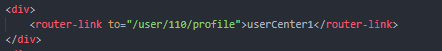 <div>
<router-link to="/user/110/profile">userCenter1</router-link>
</div>